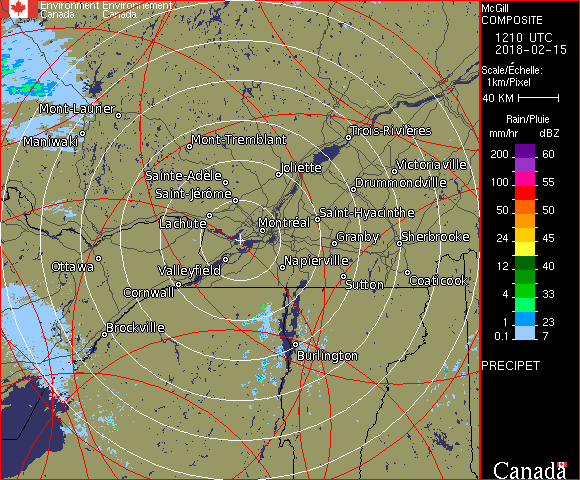 Environment Environnement
Canada Canada
McGill
COMPOSITE
1210 UTC
2018-02-15
Scale/Échelle:
1km/Pixel
40 KM
Rain/Pluie
mm/hr dBZ
200 60
100 55
50 50
24 45
12 40
4 33
1 23
0.1 7
PRECIPET
Canada
Mont-Laurier
Maniwaki
Mont-Tremblant
Trois-Rivières
Sainte-Adèle
Joliette
Victoriaville
Saint-Jérôme
Drummondville
Lachute
Montréal
Saint-Hyacinthe
Granby
Sherbrooke
Ottawa
Valleyfield
Napierville
Cornwall
Sutton
Coaticook
Brockville
Burlington